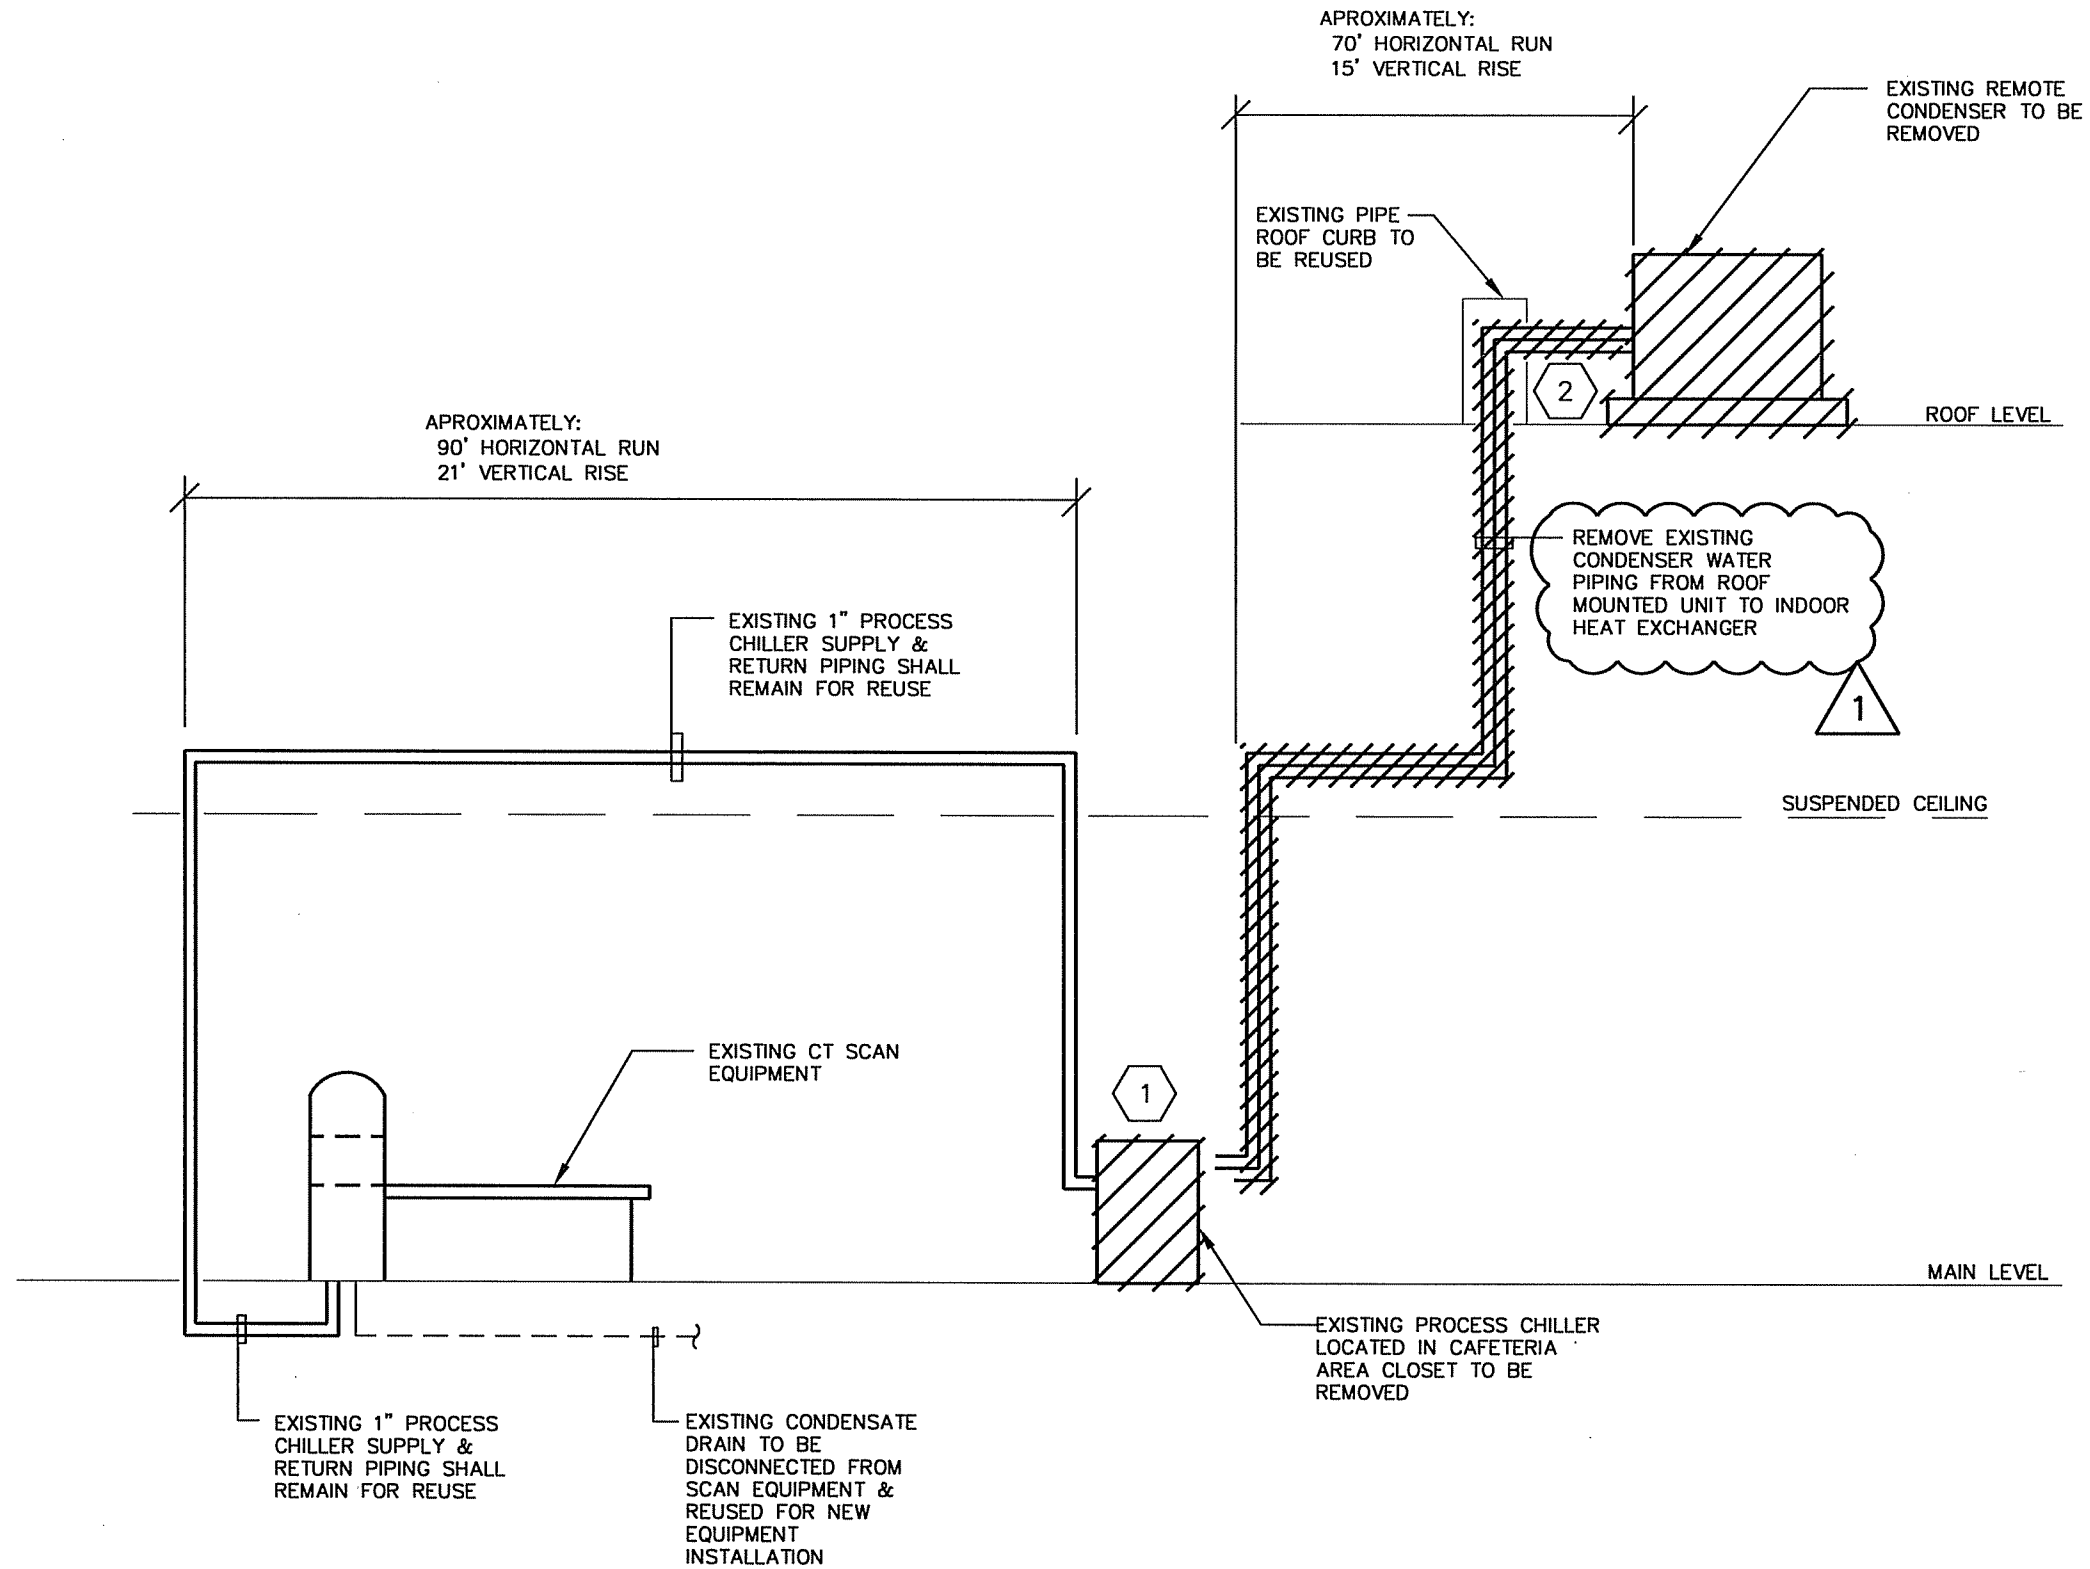 APROXIMATELY:
70' HORIZONTAL RUN
15' VERTICAL RISE
EXISTING REMOTE
CONDENSER TO BE
REMOVED
EXISTING PIPE
ROOF CURB TO
BE REUSED
2
ROOF LEVEL
APROXIMATELY:
90' HORIZONTAL RUN
21' VERTICAL RISE
REMOVE EXISTING
CONDENSER WATER
PIPING FROM ROOF
MOUNTED UNIT TO INDOOR
HEAT EXCHANGER
1
EXISTING 1" PROCESS
CHILLER SUPPLY &
RETURN PIPING SHALL
REMAIN FOR REUSE
SUSPENDED CEILING
EXISTING CT SCAN
EQUIPMENT
1
MAIN LEVEL
EXISTING PROCESS CHILLER
LOCATED IN CAFETERIA
AREA CLOSET TO BE
REMOVED
EXISTING 1" PROCESS
CHILLER SUPPLY &
RETURN PIPING SHALL
REMAIN FOR REUSE
EXISTING CONDENSATE
DRAIN TO BE
DISCONNECTED FROM
SCAN EQUIPMENT &
REUSED FOR NEW
EQUIPMENT
INSTALLATION